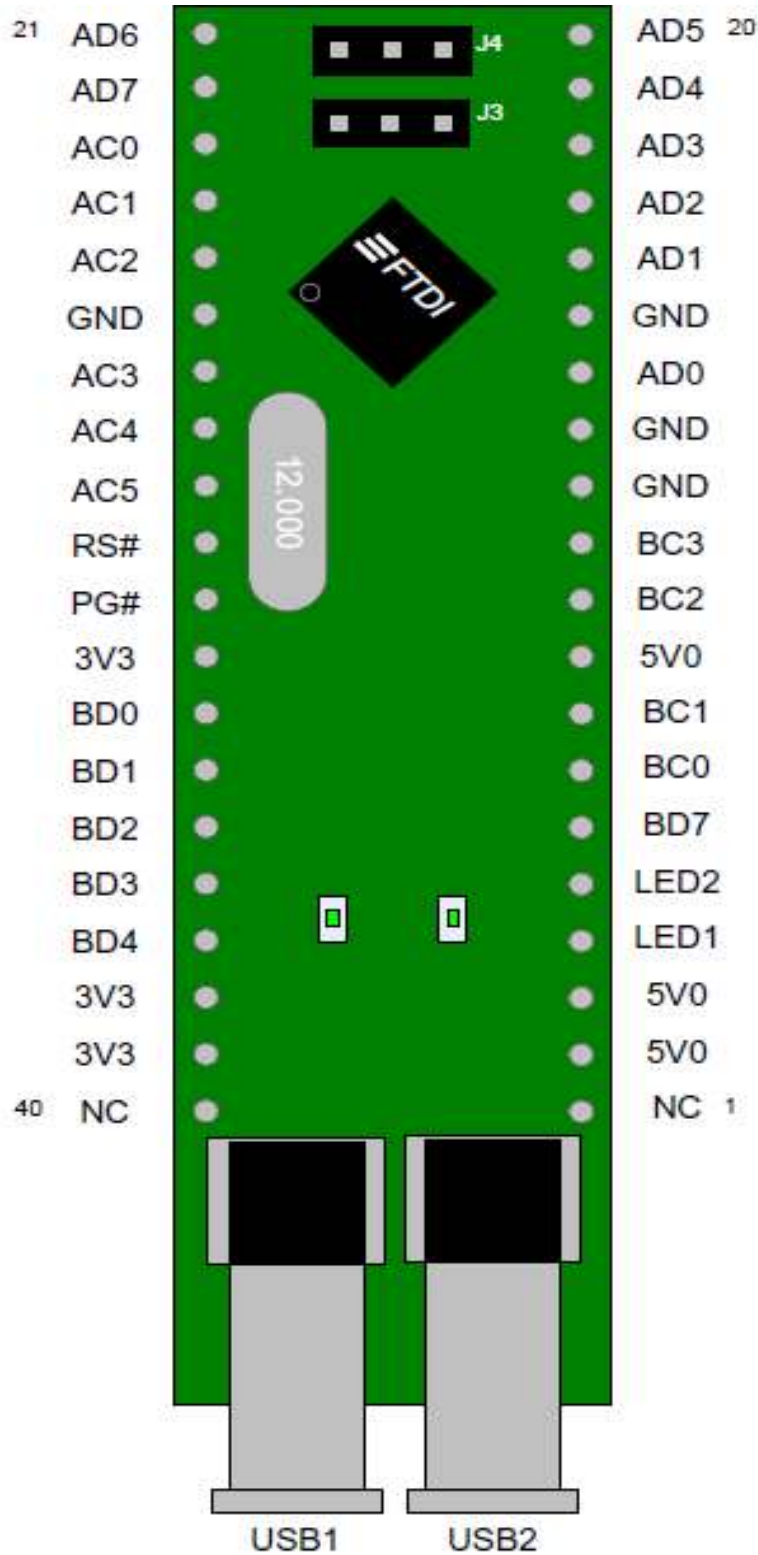 21 AD6 J4 AD5 20
AD7 J3 AD4
AC0 AD3
AC1 AD2
AC2 FTDI AD1
GND GND
AC3 AD0
AC4 GND
AC5 12.000 GND
RS# BC3
PG# BC2
3V3 5V0
BD0 BC1
BD1 BC0
BD2 BD7
BD3 LED2
BD4 LED1
3V3 5V0
3V3 5V0
40 NC NC 1
USB1 USB2